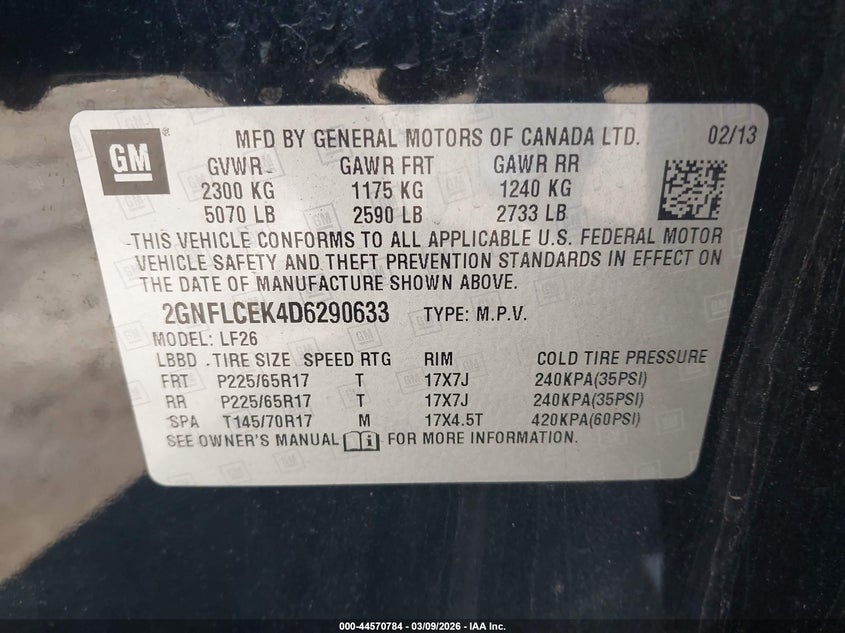 GM
MFD BY GENERAL MOTORS OF CANADA LTD. 02/13
GVWR GAWR FRT GAWR RR
2300 KG 1175 KG 1240 KG
5070 LB 2590 LB 2733 LB
THIS VEHICLE CONFORMS TO ALL APPLICABLE U.S. FEDERAL MOTOR
VEHICLE SAFETY AND THEFT PREVENTION STANDARDS IN EFFECT ON
THE DATE OF MANUFACTURE SHOWN ABOVE.
2GNFLCEK4D6290633 TYPE: M.P.V.
MODEL: LF26
LBBD TIRE SIZE SPEED RTG RIM COLD TIRE PRESSURE
FRT P225/65R17 T 17X7J 240KPA(35PSI)
RR P225/65R17 T 17X7J 240KPA(35PSI)
SPA T145/70R17 M 17X4.5T 420KPA(60PSI)
SEE OWNER'S MANUAL FOR MORE INFORMATION.
000-44570784 | 03/09/2026 - IAA Inc.